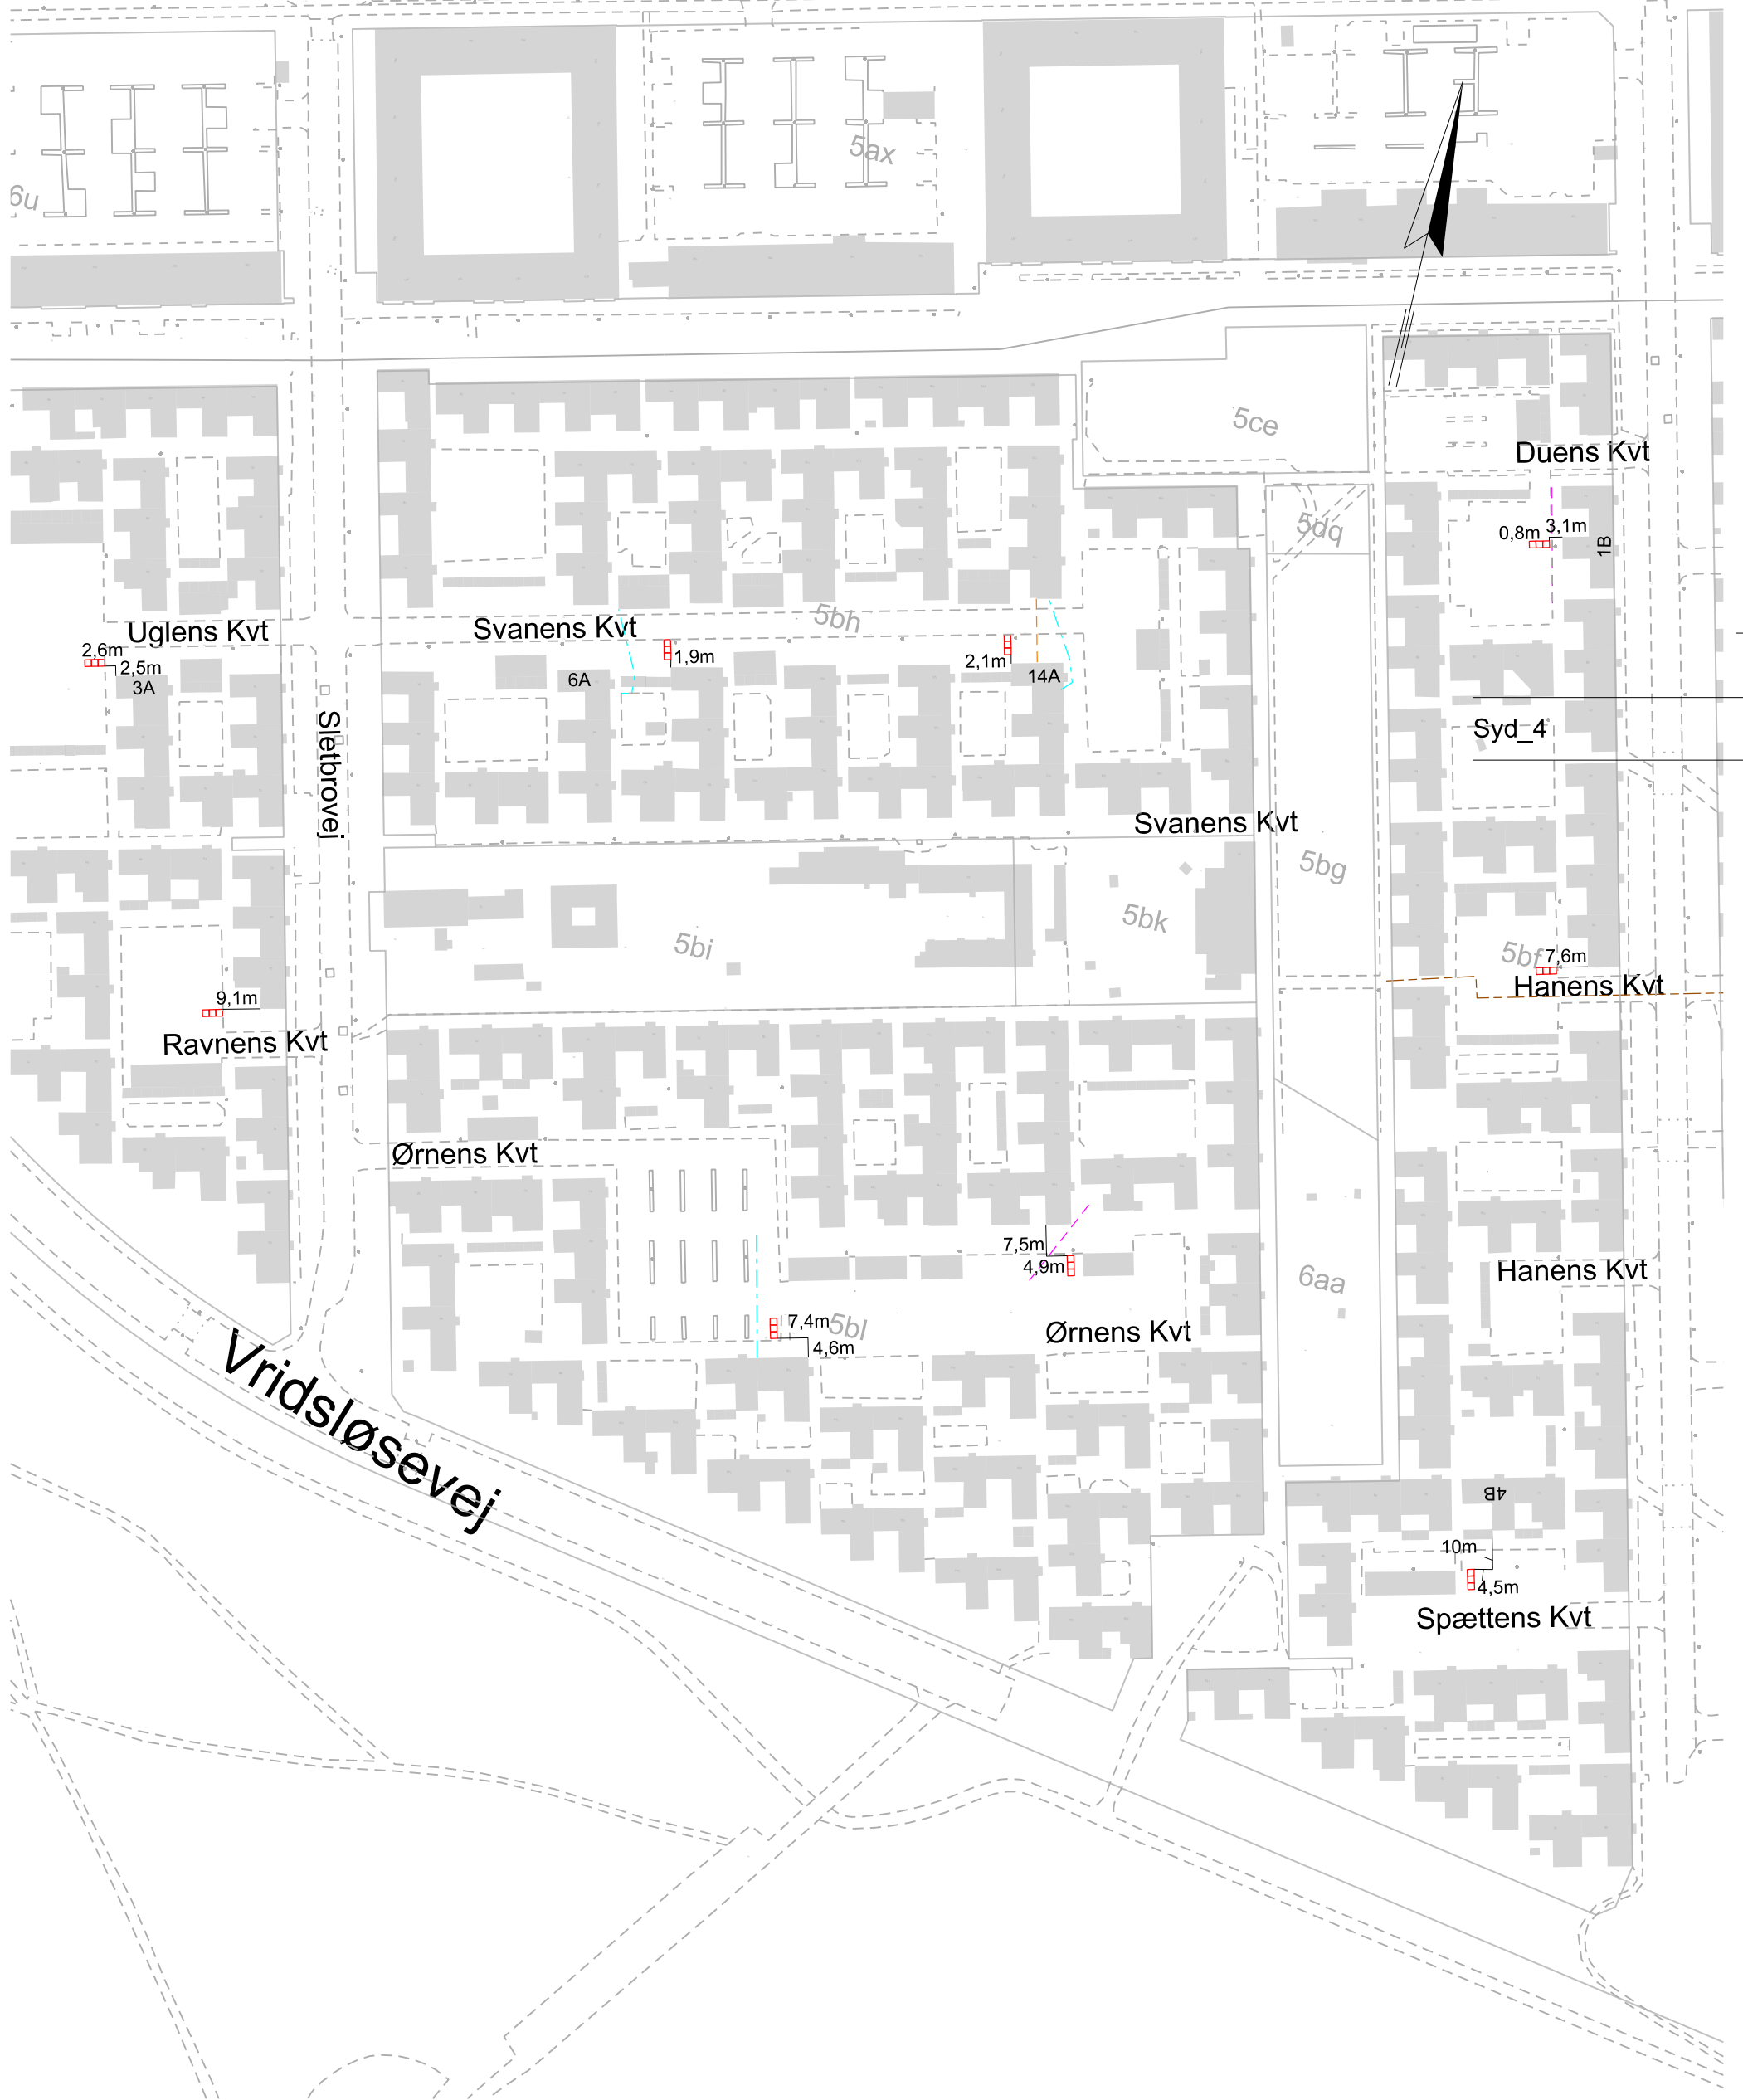 5ax
6u
5ce
Duens Kvt
5dq
0,8m
3,1m
1B
5bh
Uglens Kvt
Svanens Kvt
2,6m
2,5m
3A
1,9m
6A
2,1m
14A
Sletbrovej
Syd_4
Svanens Kvt
5bg
5bk
5bi
5bf
7,6m
Hanens Kvt
9,1m
Ravnens Kvt
Ørnens Kvt
7,5m
4,9m
Hanens Kvt
6aa
7,4m
5bl
4,6m
Ørnens Kvt
Vridsløsevej
4B
10m
4,5m
Spættens Kvt